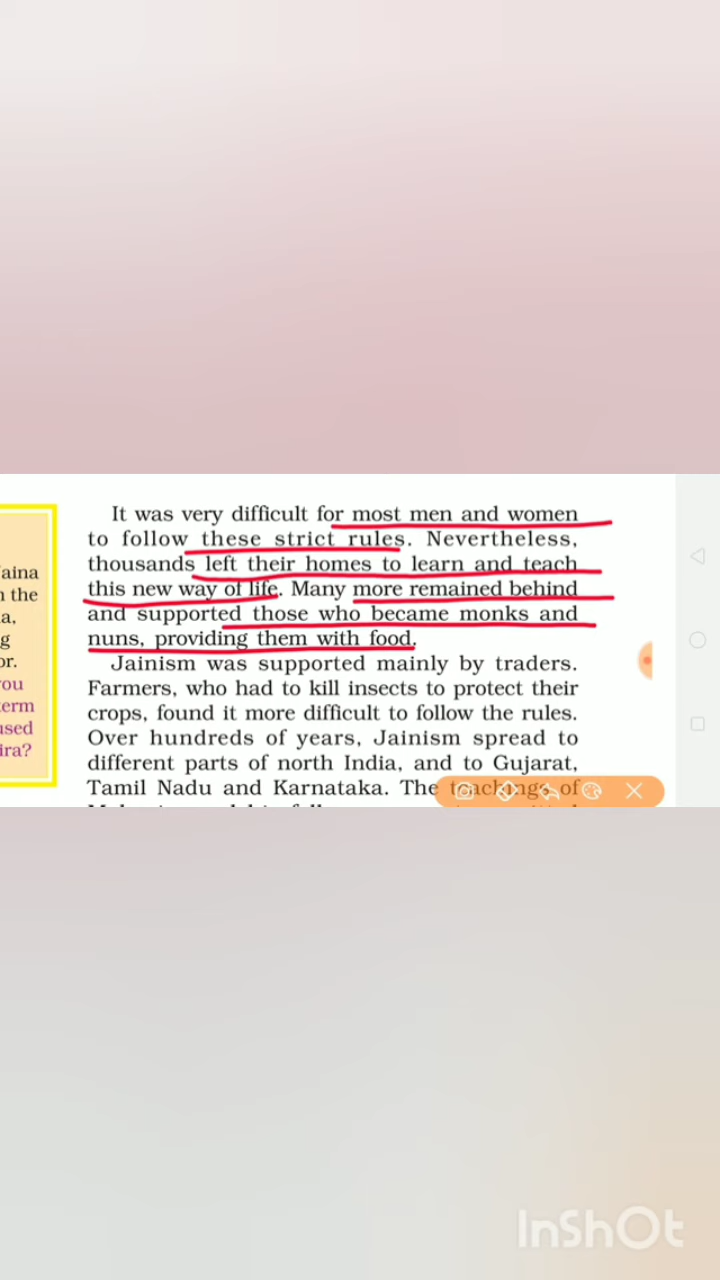 aina
the
a,
g
or.
ou
erm
used
ira?
It was very difficult for most men and women
to follow these strict rules. Nevertheless,
thousands left their homes to learn and teach
this new way of life. Many more remained behind
and supported those who became monks and
nuns, providing them with food.
Jainism was supported mainly by traders.
Farmers, who had to kill insects to protect their
crops, found it more difficult to follow the rules.
Over hundreds of years, Jainism spread to
different parts of north India, and to Gujarat,
Tamil Nadu and Karnataka. The teachings of
InShOt